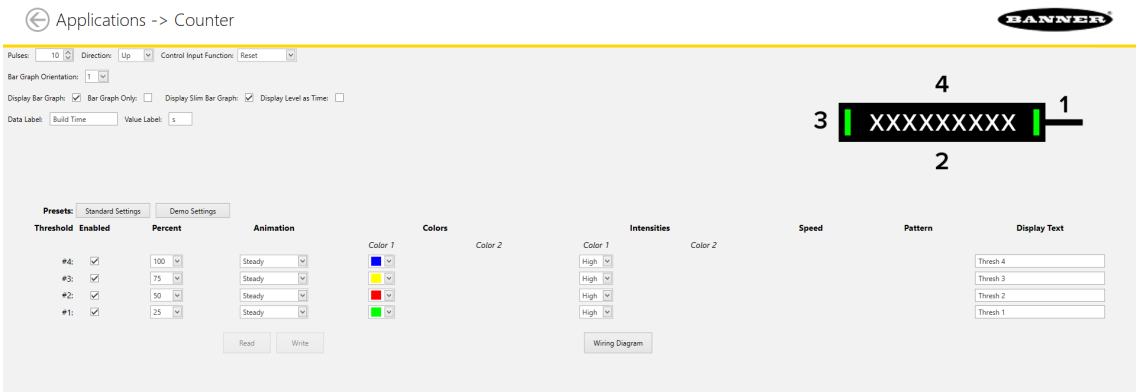 Applications -> Counter
BANNER
Pulses: 10 Direction: Up Control Input Function: Reset
Bar Graph Orientation: 1
Display Bar Graph: Bar Graph Only: Display Slim Bar Graph: Display Level as Time:
Data Label: Build Time Value Label: s
4
3 XXXXXXXXX 1
2
Presets: Standard Settings Demo Settings
Threshold Enabled Percent Animation Colors Intensities Speed Pattern Display Text
Color 1 Color 2 Color 1 Color 2
#4: 100 Steady High Thresh 4
#3: 75 Steady High Thresh 3
#2: 50 Steady High Thresh 2
#1: 25 Steady High Thresh 1
Read Write Wiring Diagram